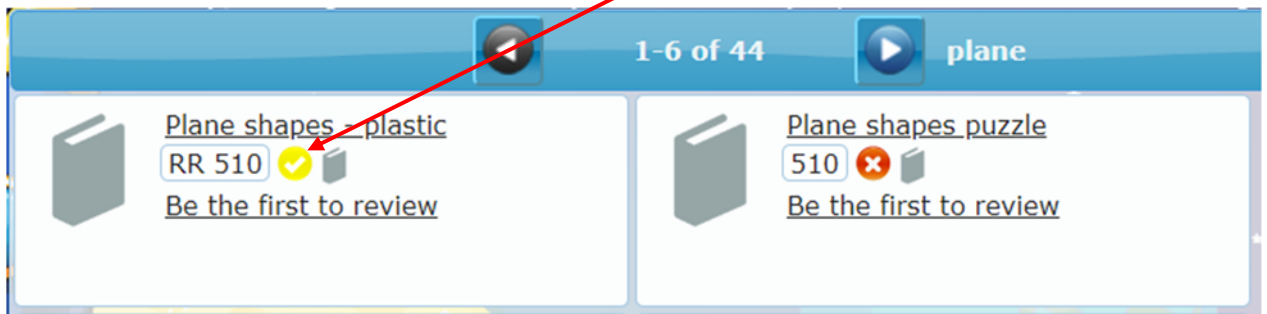 1-6 of 44 plane
Plane shapes - plastic
RR 510
Be the first to review
Plane shapes puzzle
510
Be the first to review